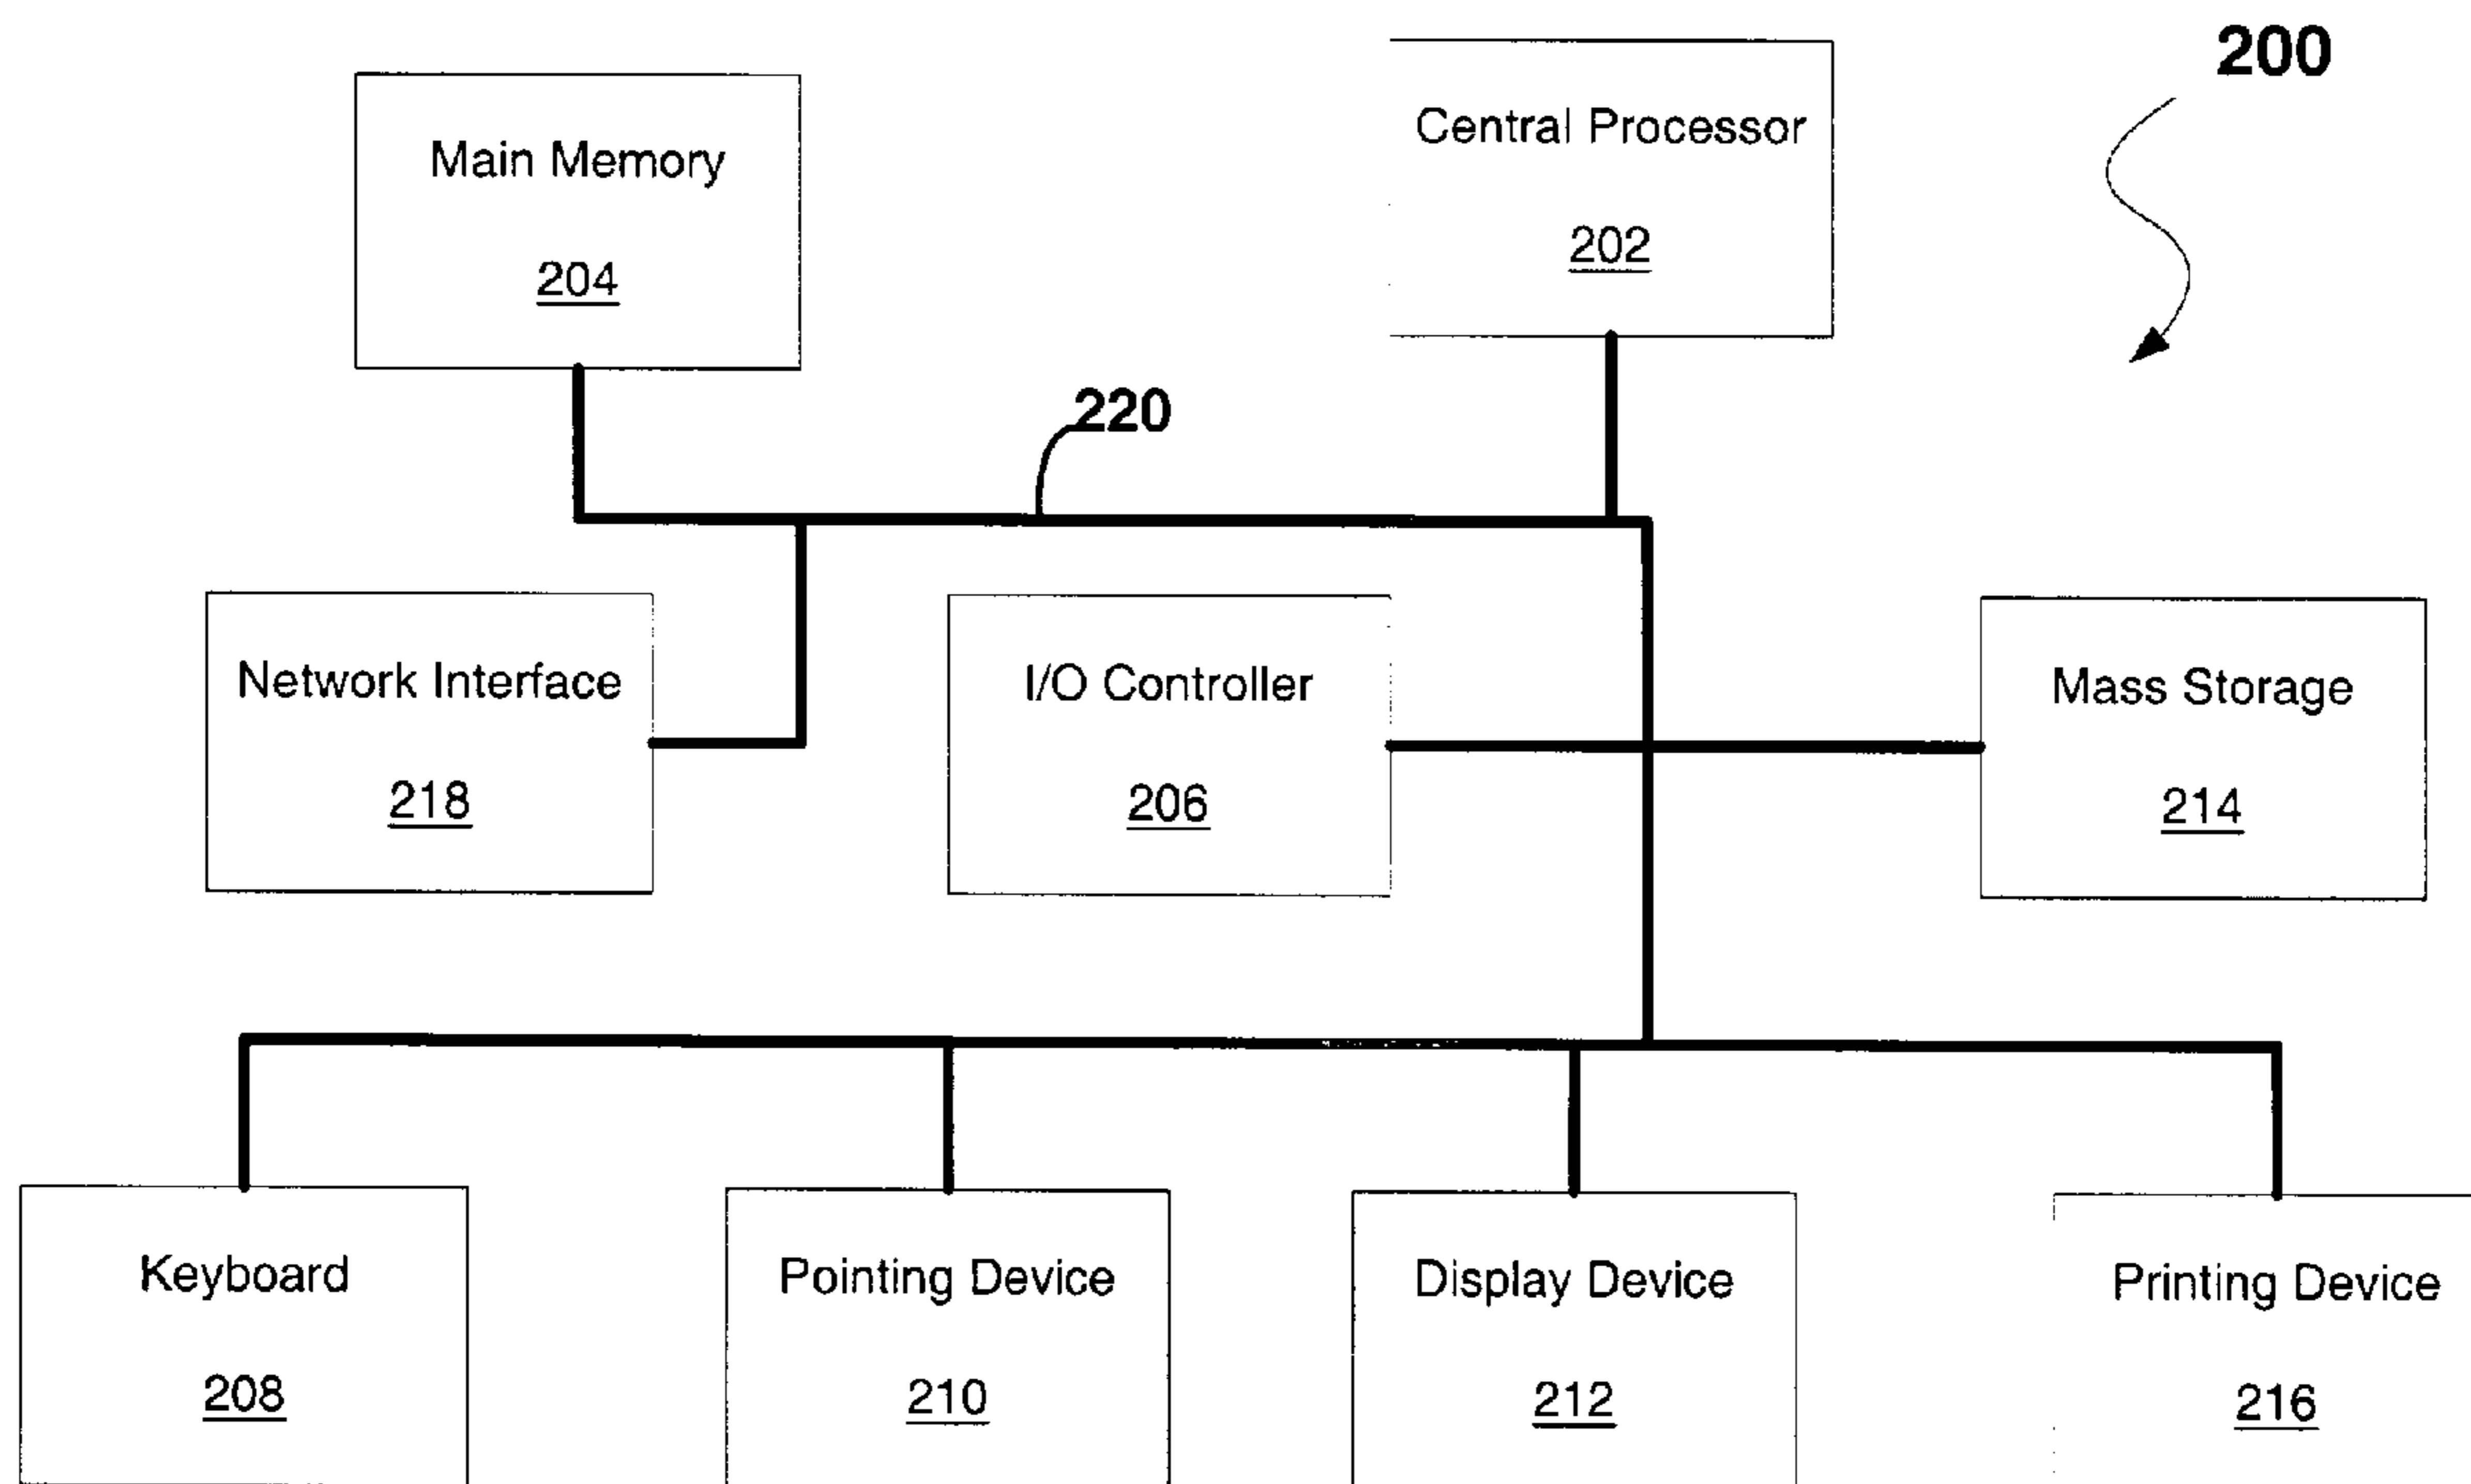 200
Main Memory
204
Central Processor
202
220
Network Interface
218
I/O Controller
206
Mass Storage
214
Keyboard
208
Pointing Device
210
Display Device
212
Printing Device
216